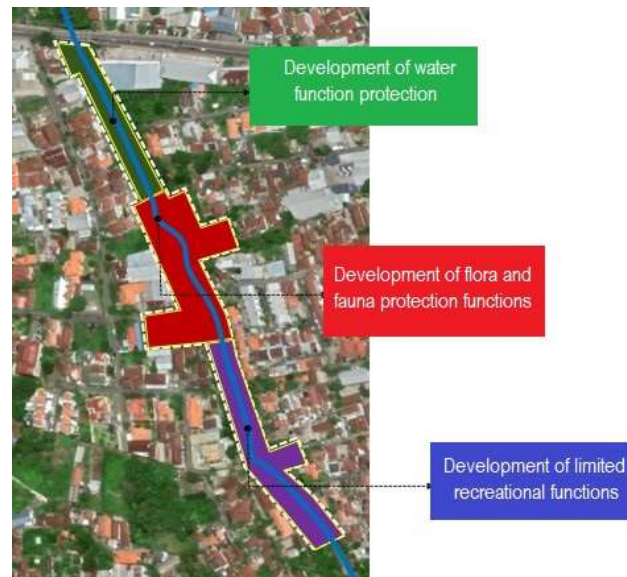 Development of water
function protection
Development of flora and
fauna protection functions
Development of limited
recreational functions